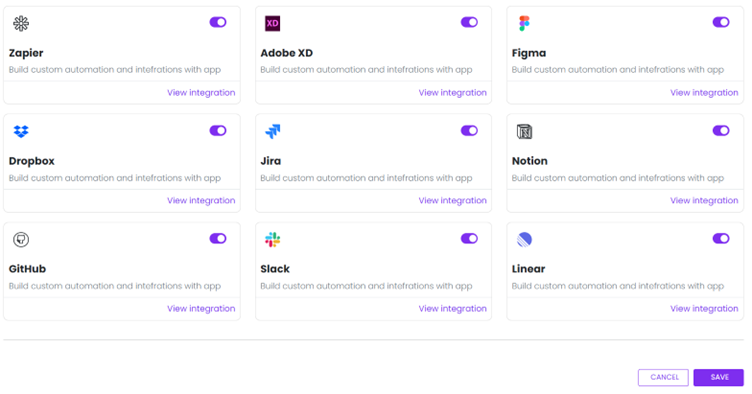 XD
Zapier
Build custom automation and intefrations with app
View integration
Adobe XD
Build custom automation and intefrations with app
View integration
Figma
Build custom automation and intefrations with app
View integration
Dropbox
Build custom automation and intefrations with app
View integration
Jira
Build custom automation and intefrations with app
View integration
Notion
Build custom automation and intefrations with app
View integration
GitHub
Build custom automation and intefrations with app
View integration
Slack
Build custom automation and intefrations with app
View integration
Linear
Build custom automation and intefrations with app
View integration
CANCEL
SAVE